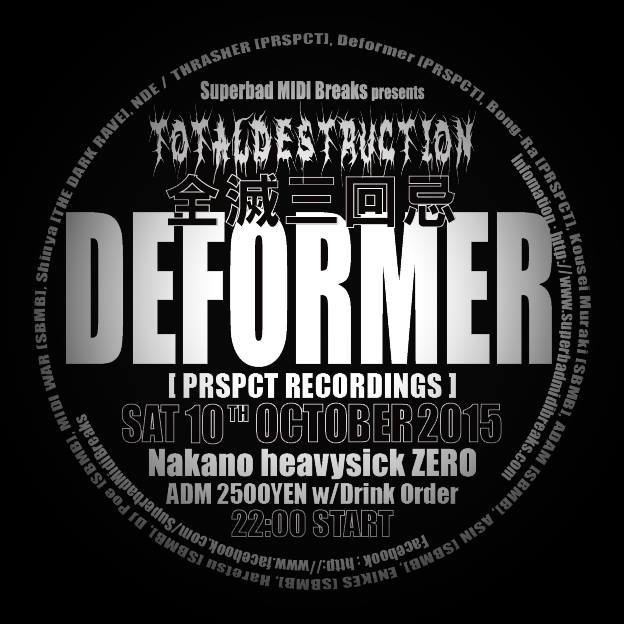 Superbad MIDI Breaks presents
TOTALDESTRUCTION
全滅三回忌
DEFORMER
[ PRSPCT RECORDINGS ]
SAT 10TH OCTOBER 2015
Nakano heavysick ZERO
ADM 2500YEN w/Drink Order
22:00 START
NDE / THRASHER [PRSPCT], Deformer [PRSPCT], Bong-Ra [PRSPCT], Kousei Muraki [SBMB], ADAM [SBMB], ASIN [SBMB], ENIKES [SBMB], Haretsu [SBMB], DJ Poe [SBMB] MIDI WAR [SBMB], Shinya [THE DARK RAVE],
Infomation : http://www.superbadmidibreaks.com
Facebook : http://www.facebook.com/SuperbadMidiBreaks